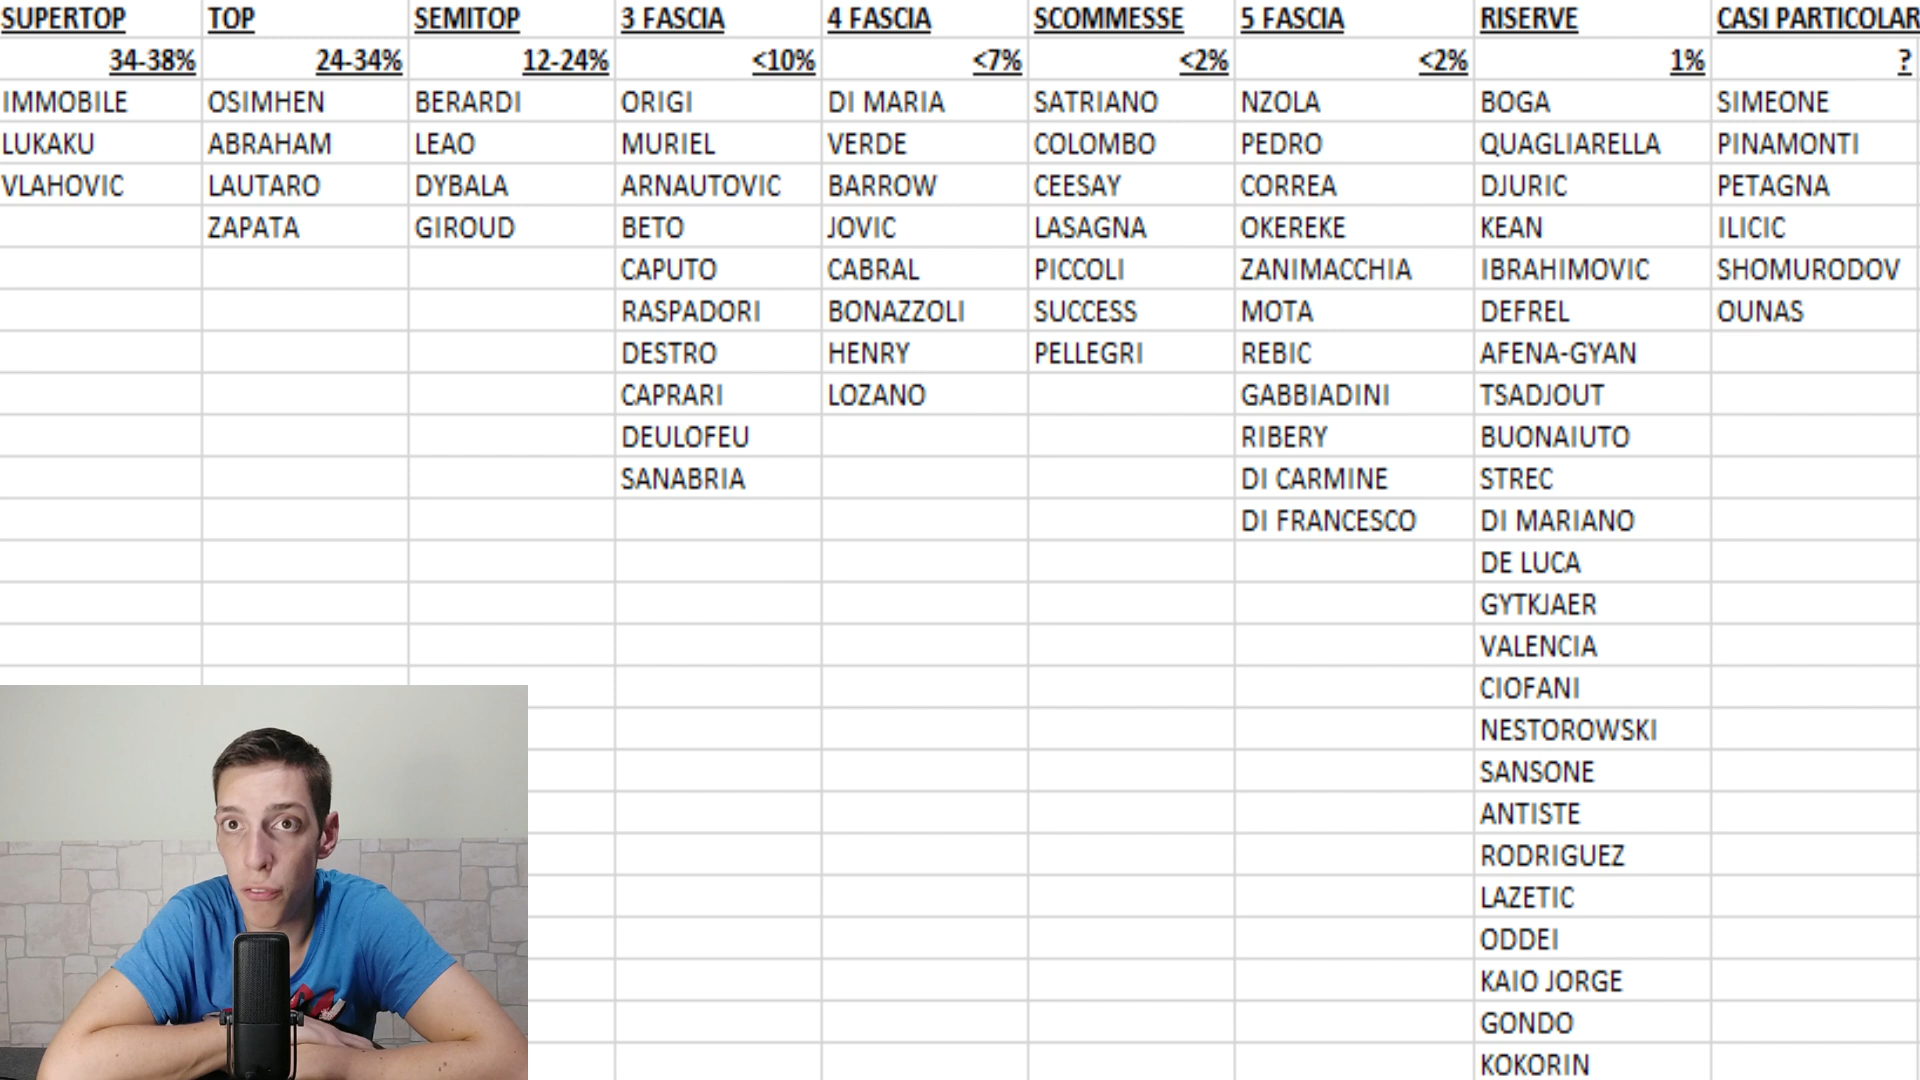 SUPERTOP TOP SEMITOP 3 FASCIA 4 FASCIA SCOMMESSE 5 FASCIA RISERVE CASI PARTICOLAR
34-38% 24-34% 12-24% <10% <7% <2% <2% 1% ?
IMMOBILE OSIMHEN BERARDI ORIGI DI MARIA SATRIANO NZOLA BOGA SIMEONE
LUKAKU ABRAHAM LEAO MURIEL VERDE COLOMBO PEDRO QUAGLIARELLA PINAMONTI
VLAHOVIC LAUTARO DYBALA ARNAUTOVIC BARROW CEESAY CORREA DJURIC PETAGNA
ZAPATA GIROUD BETO JOVIC LASAGNA OKEREKE KEAN ILICIC
CAPUTO CABRAL PICCOLI ZANIMACCHIA IBRAHIMOVIC SHOMURODOV
RASPADORI BONAZZOLI SUCCESS MOTA DEFREL OUNAS
DESTRO HENRY PELLEGRI REBIC AFENA-GYAN
CAPRARI LOZANO GABBIADINI TSADJOUT
DEULOFEU RIBERY BUONAIUTO
SANABRIA DI CARMINE STREC
DI FRANCESCO DI MARIANO
DE LUCA
GYTKJAER
VALENCIA
CIOFANI
NESTOROWSKI
SANSONE
ANTISTE
RODRIGUEZ
LAZETIC
ODDEI
KAIO JORGE
GONDO
KOKORIN